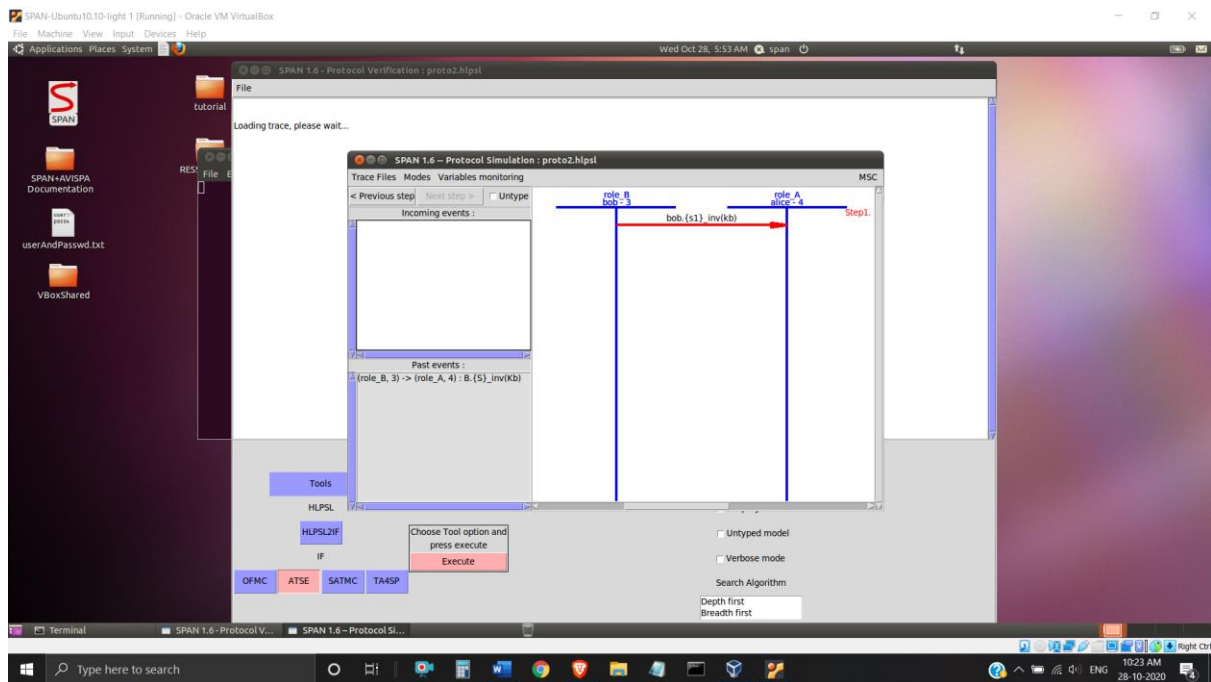 SPAN-Ubuntu10.10-light 1 [Running] - Oracle VM VirtualBox
File Machine View Input Devices Help
Applications Places System
Wed Oct 28, 5:53 AM span
SPAN 1.6 - Protocol Verification : proto2.hlpsl
File
SPAN
tutorial
Loading trace, please wait...
SPAN+AVISPA
Documentation
user:
userAndPasswd.txt
VBoxShared
File
SPAN 1.6 -- Protocol Simulation : proto2.hlpsl
Trace Files Modes Variables monitoring
MSC
< Previous step Next step > Untype
Incoming events :
role_B
bob - 3
role_A
alice - 4
Step1.
bob.{s1}_inv(kb)
Past events :
(role_B, 3) -> (role_A, 4) : B.{S}_inv(Kb)
Tools
HLPSL
HLPSL2IF
IF
OFMC ATSE SATMC TA4SP
Choose Tool option and
press execute
Execute
Untyped model
Verbose mode
Search Algorithm
Depth first
Breadth first
Terminal
SPAN 1.6 - Protocol V...
SPAN 1.6 – Protocol Si...
Right Ctrl
Type here to search
ENG
10:23 AM
28-10-2020